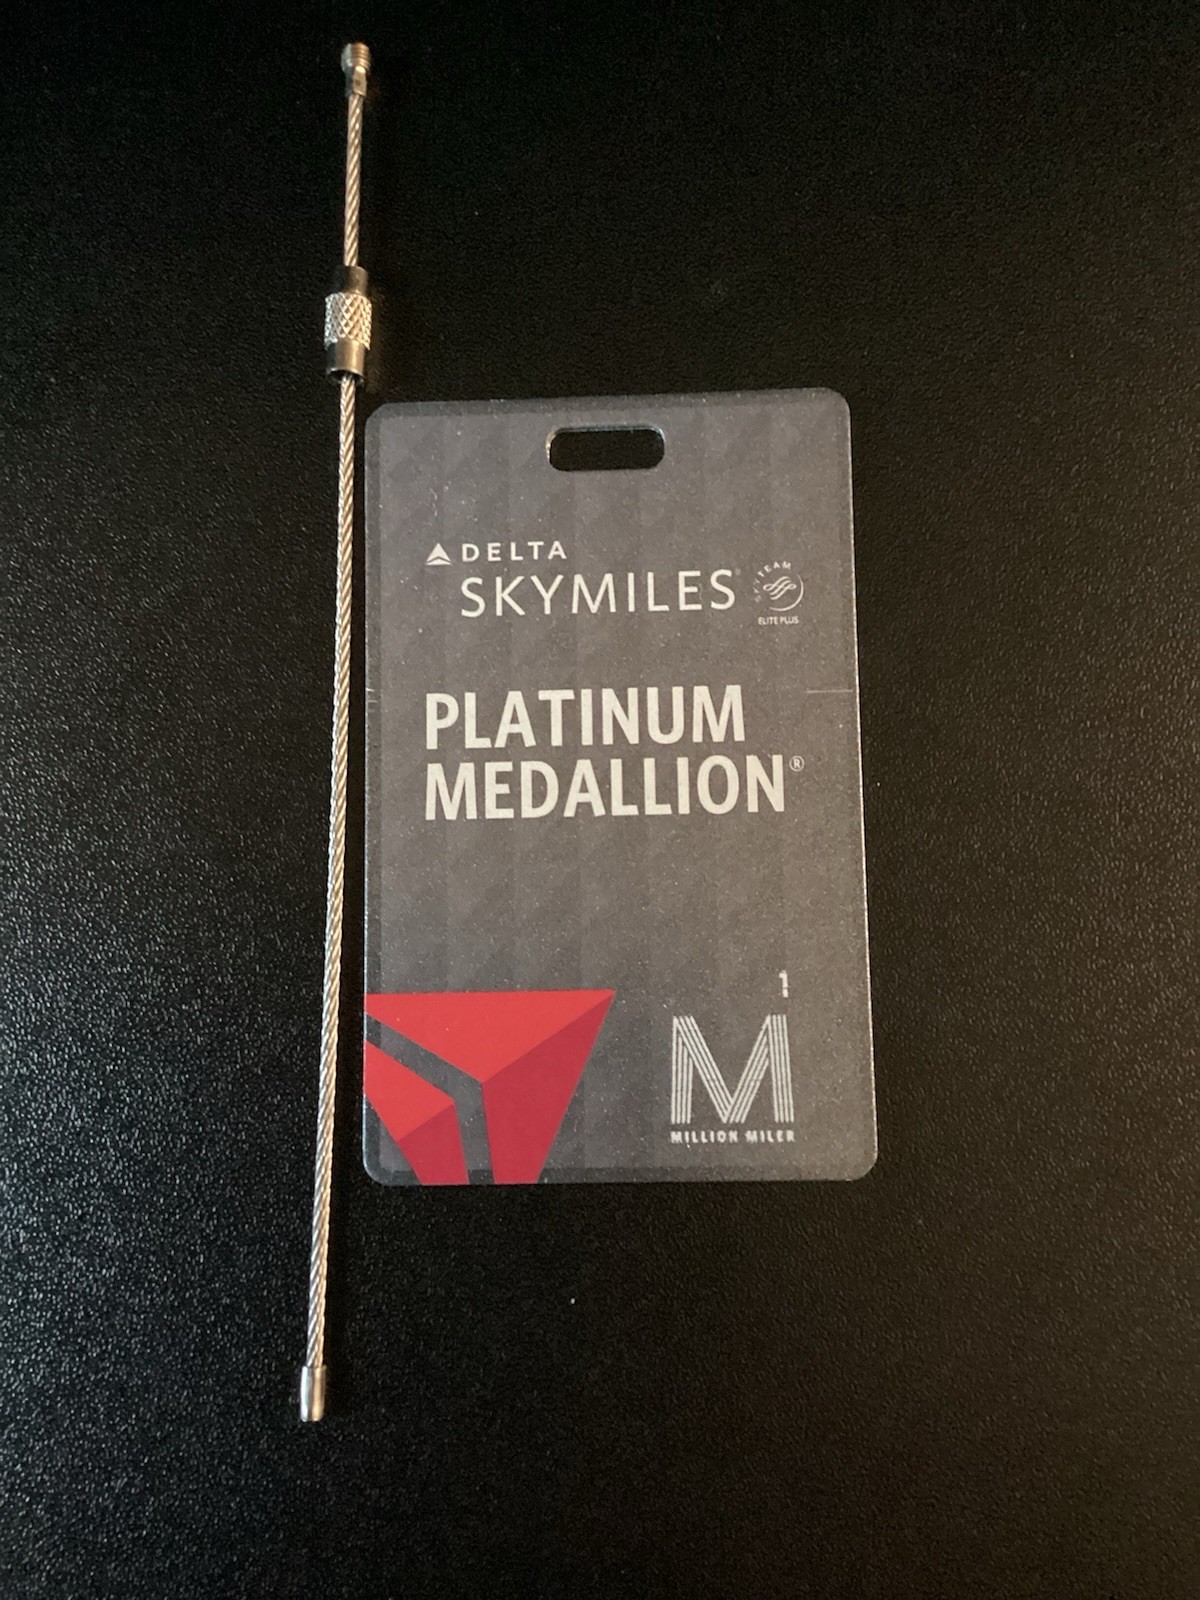 DELTA
SKYMILES
SKYTEAM
ELITE PLUS
PLATINUM
MEDALLION®
1
M
MILLION MILER